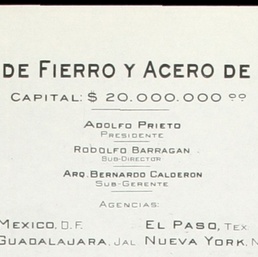 DE FIERRO Y ACERO DE
CAPITAL: $ 20.000.000 00
ADOLFO PRIETO
PRESIDENTE
RODOLFO BARRAGAN
SUB-DIRECTOR
ARQ. BERNARDO CALDERON
SUB-GERENTE
AGENCIAS:
MEXICO, D.F. EL PASO, TEX
GUADALAJARA, JAL NUEVA YORK, N